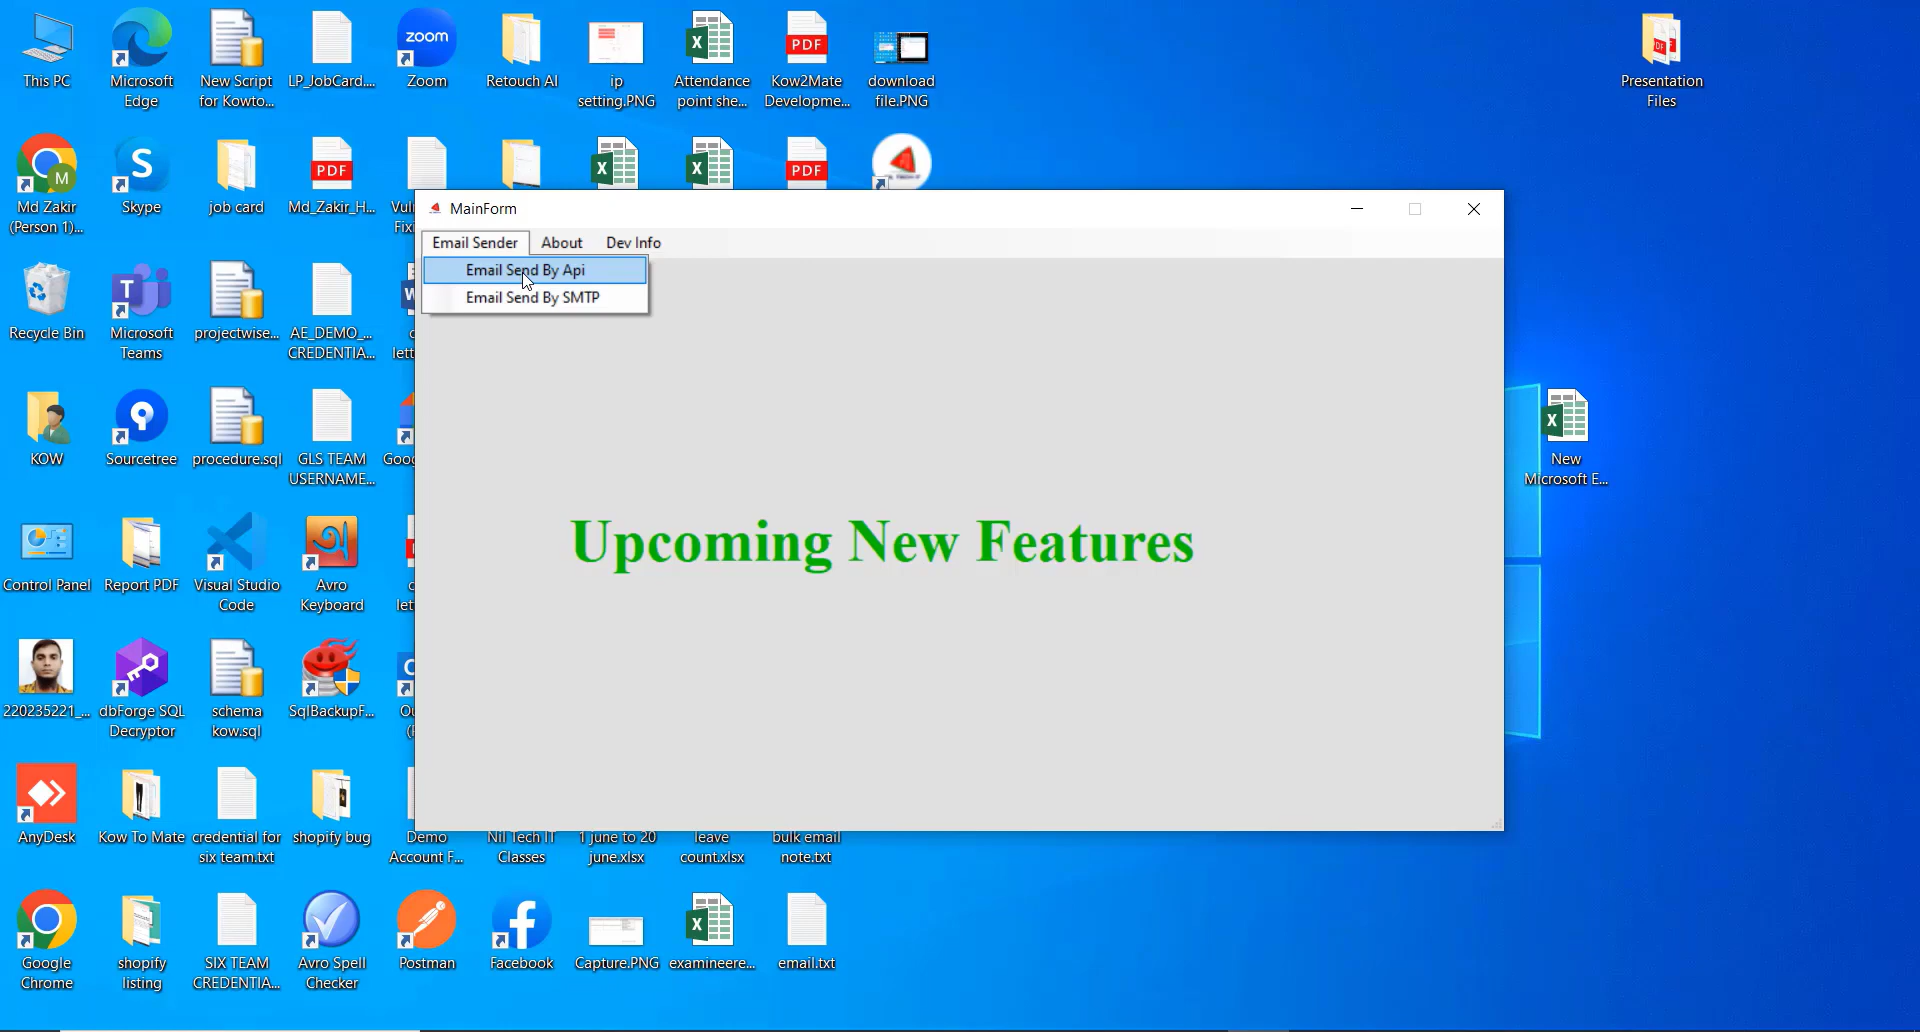 This PC
Microsoft
Edge
New Script
for Kowto...
LP_JobCard....
zoom
Zoom
Retouch AI
ip
setting.PNG
Attendance
point she...
PDF
Kow2Mate
Developme...
download
file.PNG
Presentation
Files
M
Md Zakir
(Person 1)...
Skype
job card
PDF
Md_Zakir_H...
PDF
MainForm
Email Sender
About
Dev Info
Email Send By Api
Email Send By SMTP
Upcoming New Features
Recycle Bin
Microsoft
Teams
projectwise...
AE_DEMO_...
CREDENTIA...
KOW
Sourcetree
procedure.sql
GLS TEAM
USERNAME...
New
Microsoft E...
Control Panel
Report PDF
Visual Studio
Code
Avro
Keyboard
220235221_...
dbForge SQL
Decryptor
schema
kow.sql
SqlBackupF...
AnyDesk
Kow To Mate
credential for
six team.txt
shopify bug
Demo
Account F...
Nil Tech IT
Classes
1 june to 20
june.xlsx
leave
count.xlsx
bulk email
note.txt
Google
Chrome
shopify
listing
SIX TEAM
CREDENTIA...
Avro Spell
Checker
Postman
Facebook
Capture.PNG
examineere...
email.txt